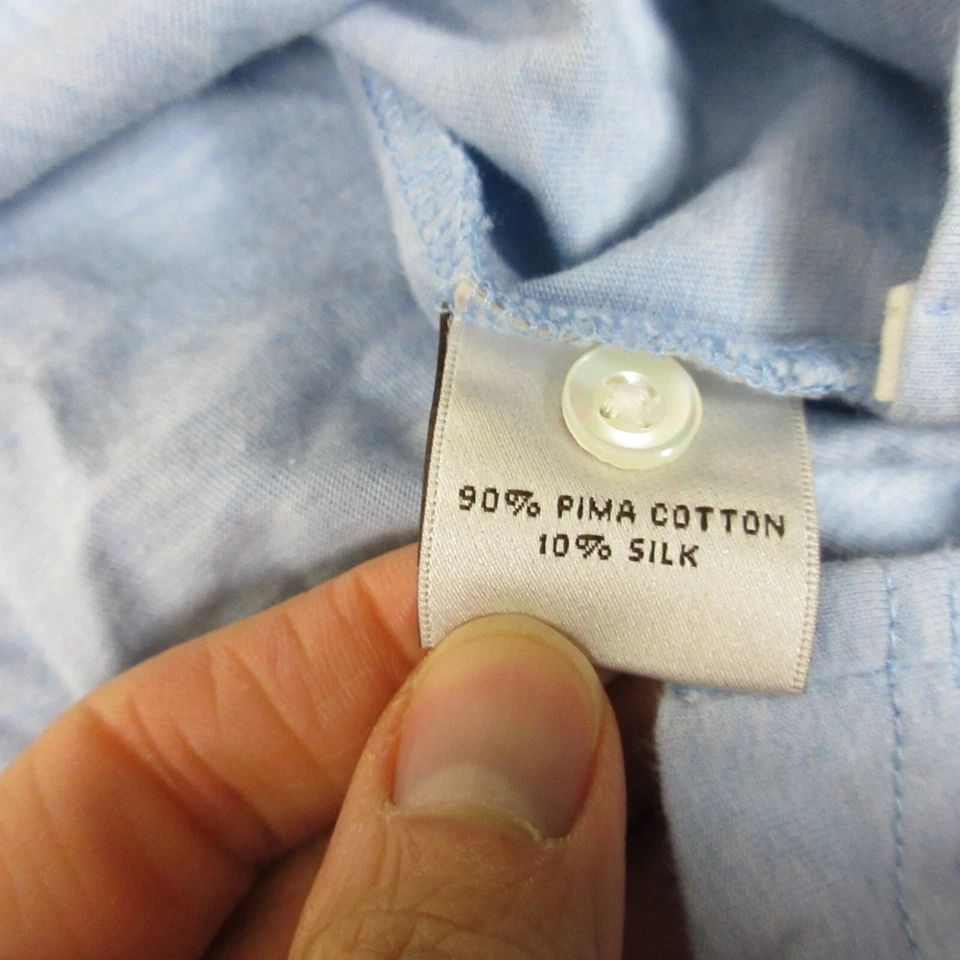 90% PIMA COTTON
10% SILK